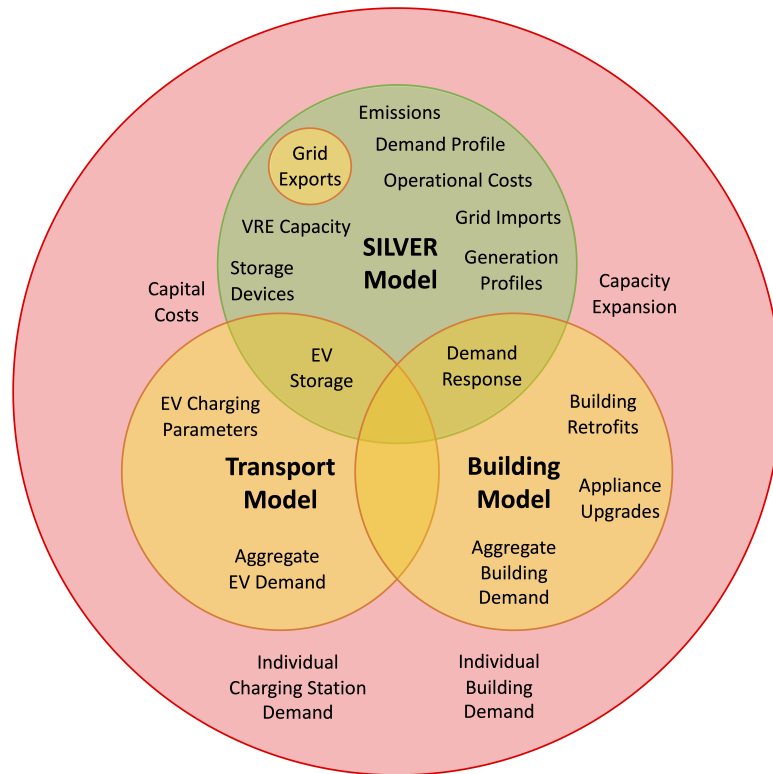 Emissions
Demand Profile
Grid
Exports
Operational Costs
Grid Imports
VRE Capacity
SILVER
Model
Generation
Profiles
Storage
Devices
Capital
Costs
Capacity
Expansion
EV
Storage
Demand
Response
EV Charging
Parameters
Building
Retrofits
Transport
Model
Building
Model
Appliance
Upgrades
Aggregate
EV Demand
Aggregate
Building
Demand
Individual
Charging Station
Demand
Individual
Building
Demand